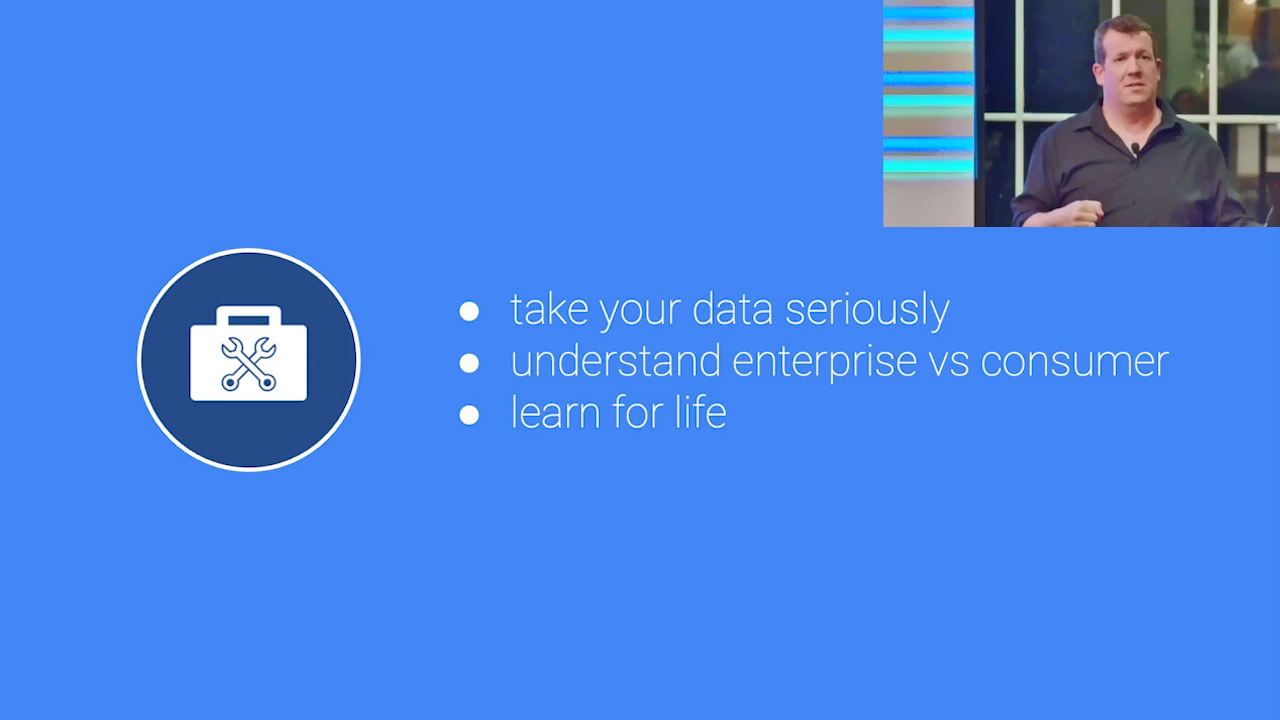 ● take your data seriously
● understand enterprise vs consumer
● learn for life